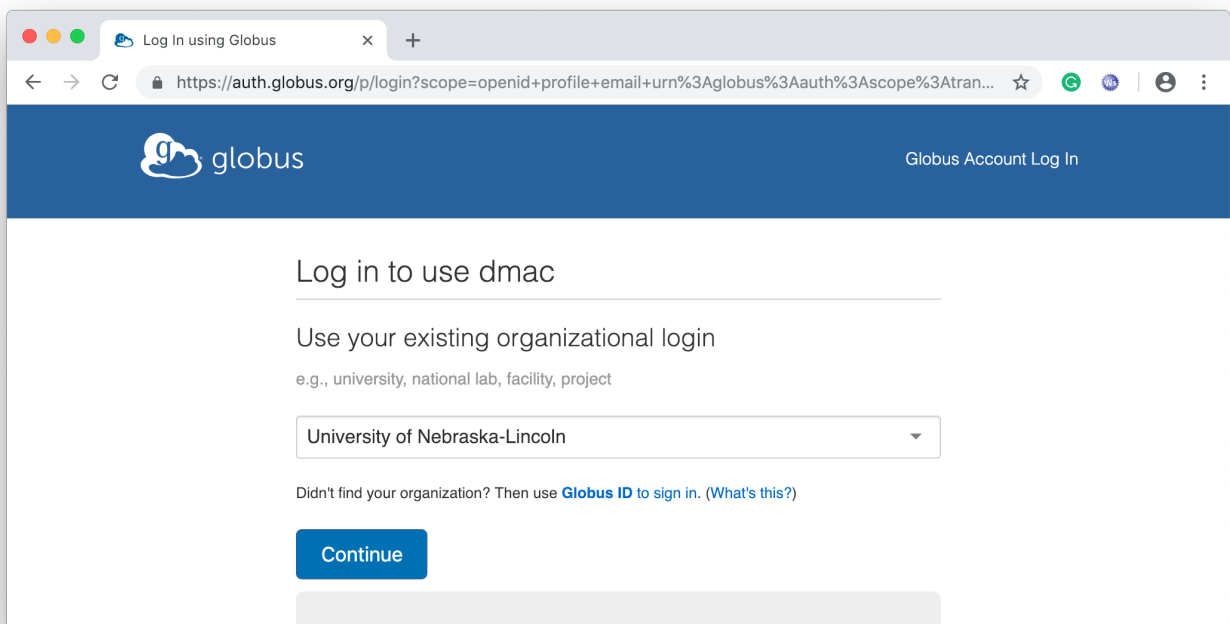 Log In using Globus
https://auth.globus.org/p/login?scope=openid+profile+email+urn%3Aglobus%3Aauth%3Ascope%3Atran...
G
Ws
g globus
Globus Account Log In
Log in to use dmac
Use your existing organizational login
e.g., university, national lab, facility, project
University of Nebraska-Lincoln
Didn't find your organization? Then use Globus ID to sign in. (What's this?)
Continue